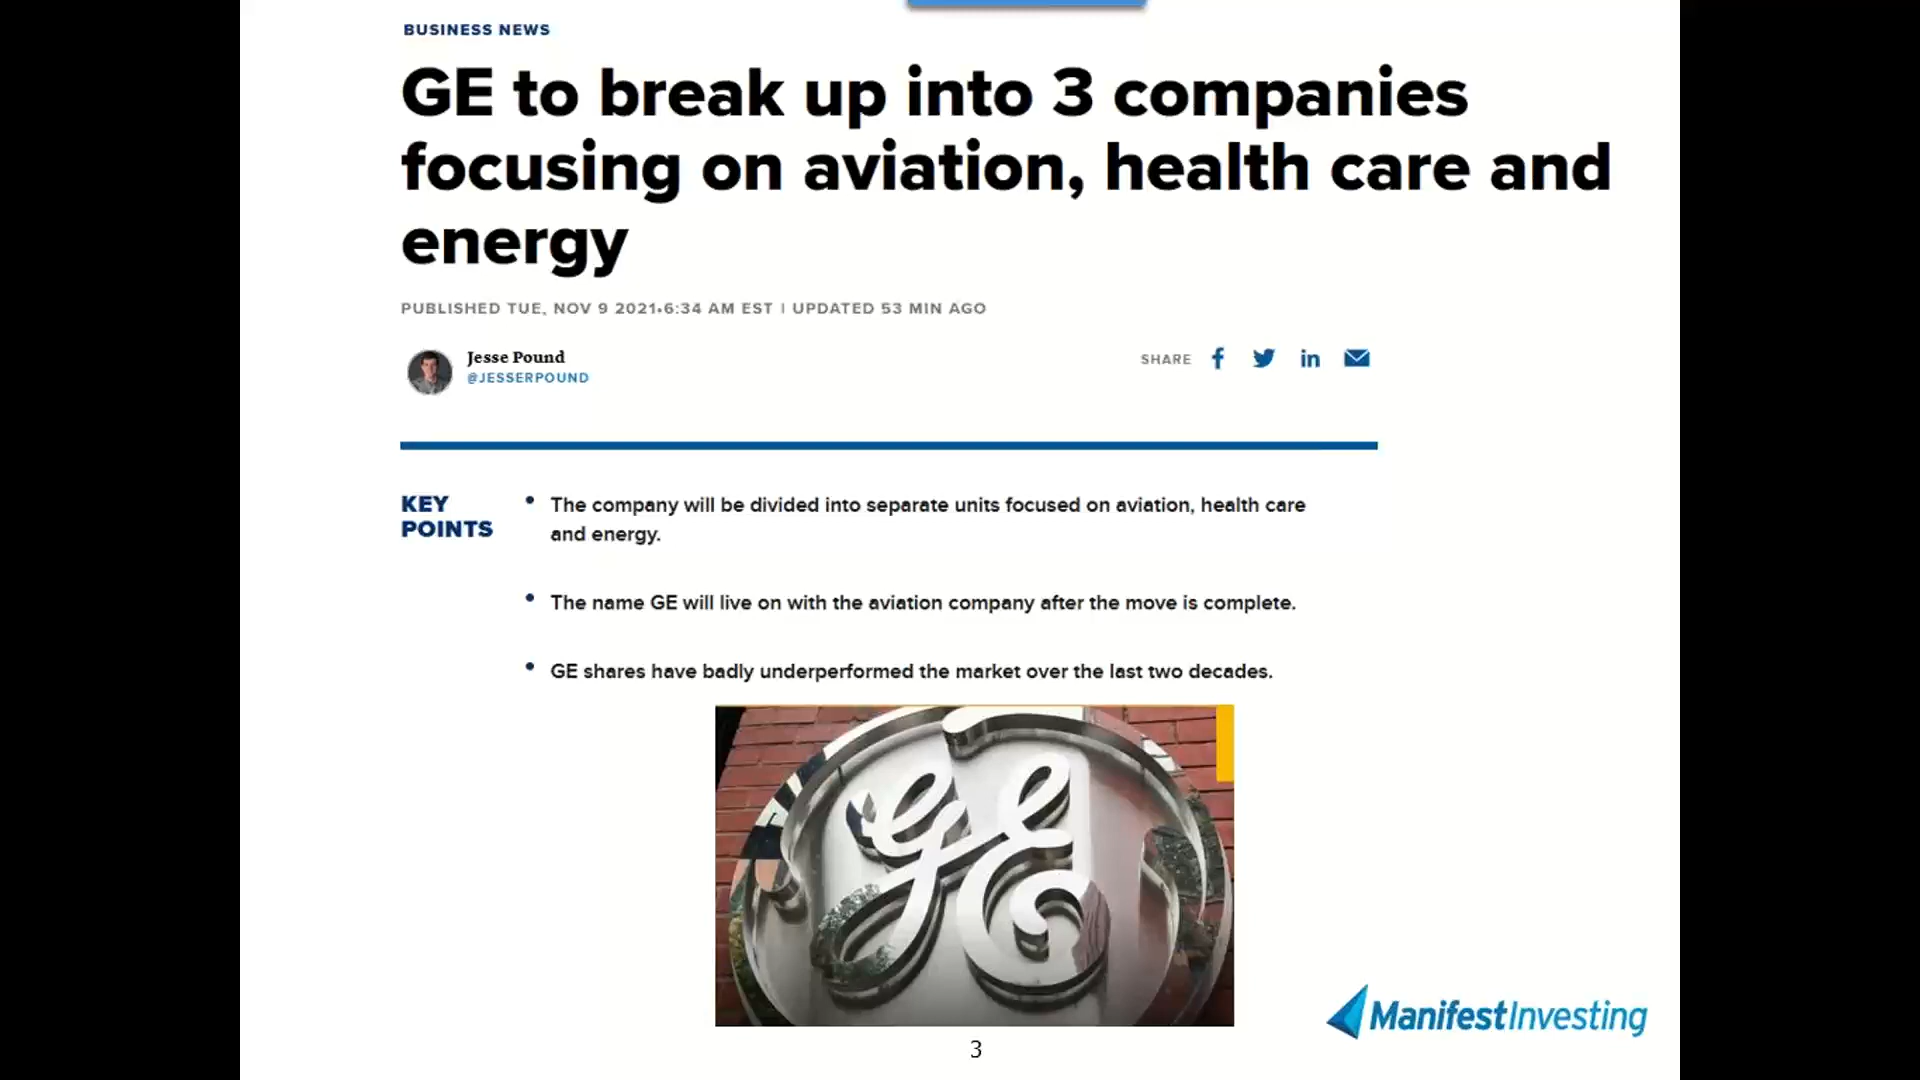 BUSINESS NEWS
GE to break up into 3 companies
focusing on aviation, health care and
energy
PUBLISHED TUE, NOV 9 2021•6:34 AM EST | UPDATED 53 MIN AGO
Jesse Pound
@JESSERPOUND
SHARE
KEY
POINTS
• The company will be divided into separate units focused on aviation, health care
and energy.
• The name GE will live on with the aviation company after the move is complete.
• GE shares have badly underperformed the market over the last two decades.
GE
ManifestInvesting
3